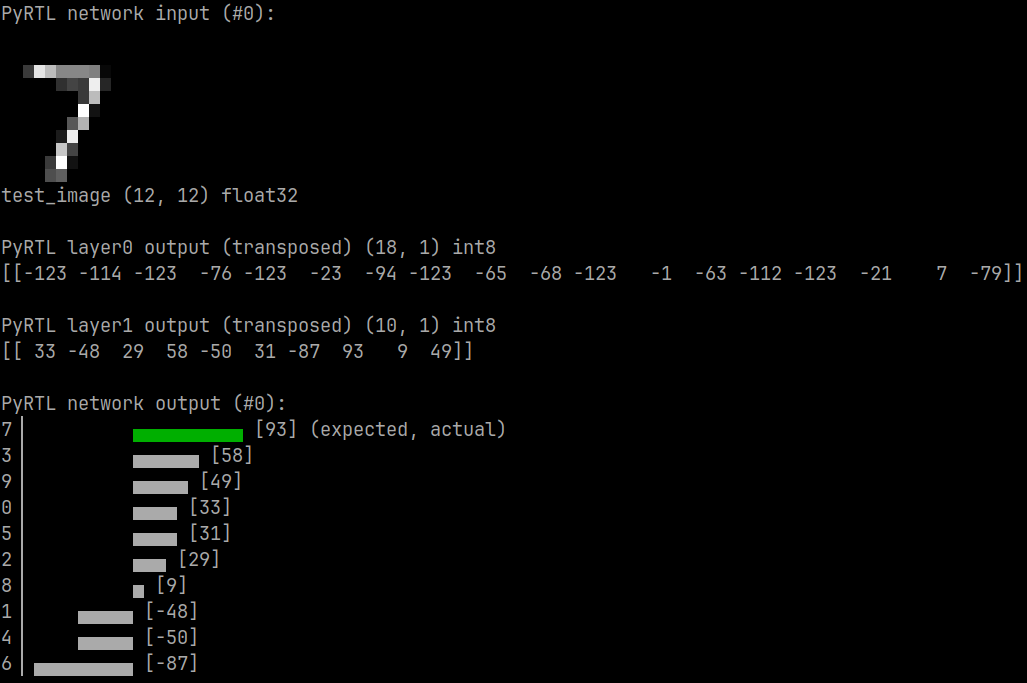 PyRTL network input (#0):
test_image (12, 12) float32
PyRTL layer0 output (transposed) (18, 1) int8
[[-123 -114 -123  -76 -123  -23  -94 -123  -65  -68 -123   -1  -63 -112 -123  -21    7  -79]]
PyRTL layer1 output (transposed) (10, 1) int8
[[ 33 -48  29  58 -50  31 -87  93   9  49]]
PyRTL network output (#0):
7 [93] (expected, actual)
3 [58]
9 [49]
0 [33]
5 [31]
2 [29]
8 [9]
1 [-48]
4 [-50]
6 [-87]